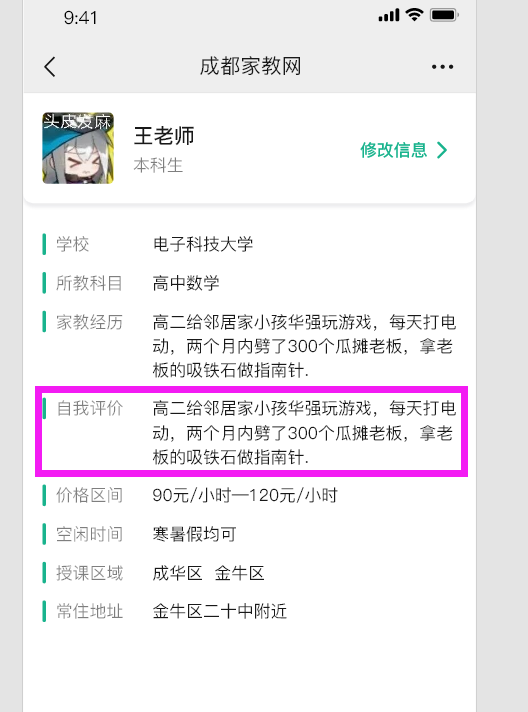 9:41
成都家教网
头皮发麻
王老师
本科生
修改信息
学校 电子科技大学
所教科目 高中数学
家教经历 高二给邻居家小孩华强玩游戏，每天打电
动，两个月内劈了300个瓜摊老板，拿老
板的吸铁石做指南针.
自我评价 高二给邻居家小孩华强玩游戏，每天打电
动，两个月内劈了300个瓜摊老板，拿老
板的吸铁石做指南针.
价格区间 90元/小时—120元/小时
空闲时间 寒暑假均可
授课区域 成华区 金牛区
常住地址 金牛区二十中附近